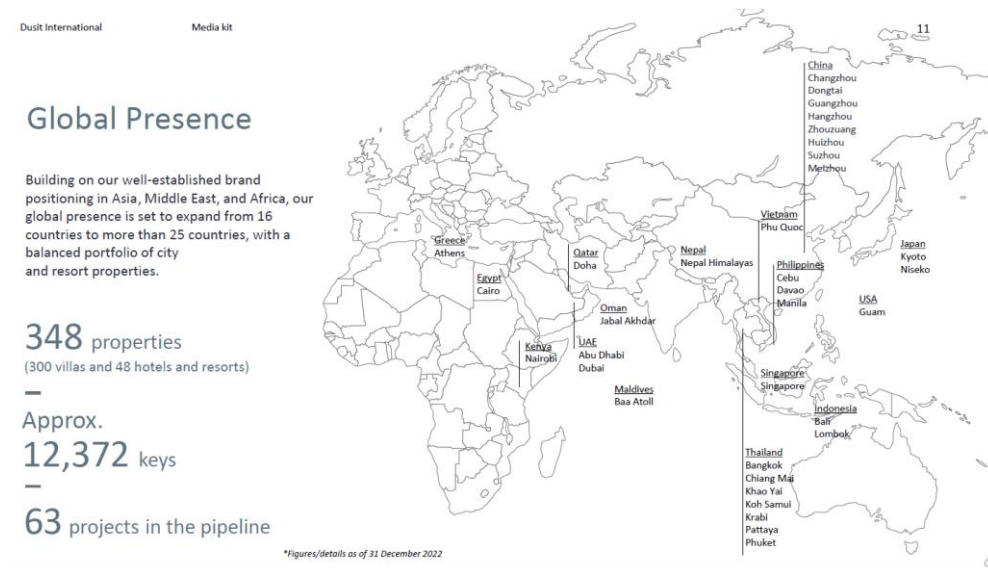 Dusit International
Media kit
11
Global Presence
Building on our well-established brand
positioning in Asia, Middle East, and Africa, our
global presence is set to expand from 16
countries to more than 25 countries, with a
balanced portfolio of city
and resort properties.
348 properties
(300 villas and 48 hotels and resorts)
Approx.
12,372 keys
63 projects in the pipeline
*Figures/details as of 31 December 2022
China
Changzhou
Dongtai
Guangzhou
Hangzhou
Zhouzuang
Huizhou
Suzhou
Meizhou
Vietnam
Phu Quoc
Greece
Athens
Qatar
Doha
Nepal
Nepal Himalayas
Japan
Kyoto
Niseko
Egypt
Cairo
Philippines
Cebu
Davao
Manila
Oman
Jabal Akhdar
USA
Guam
Kenya
Nairobi
UAE
Abu Dhabi
Dubai
Maldives
Baa Atoll
Singapore
Singapore
Indonesia
Bali
Lombok
Thailand
Bangkok
Chiang Mai
Khao Yai
Koh Samui
Krabi
Pattaya
Phuket